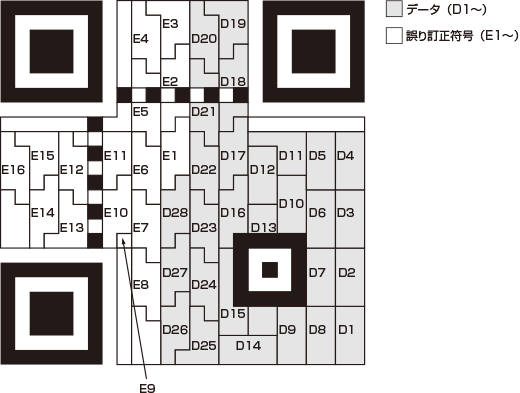 E3 D19 データ（D1～）
E4 D20 誤り訂正符号（E1～）
E2 D18
E5 D21
E16 E15 E12 E11 E6 E1 D22 D17 D12 D11 D5 D4
E14 E13 E10 E7 D28 D23 D16 D13 D10 D6 D3
E8 D27 D24 D7 D2
D26 D25 D15 D14 D9 D8 D1
E9